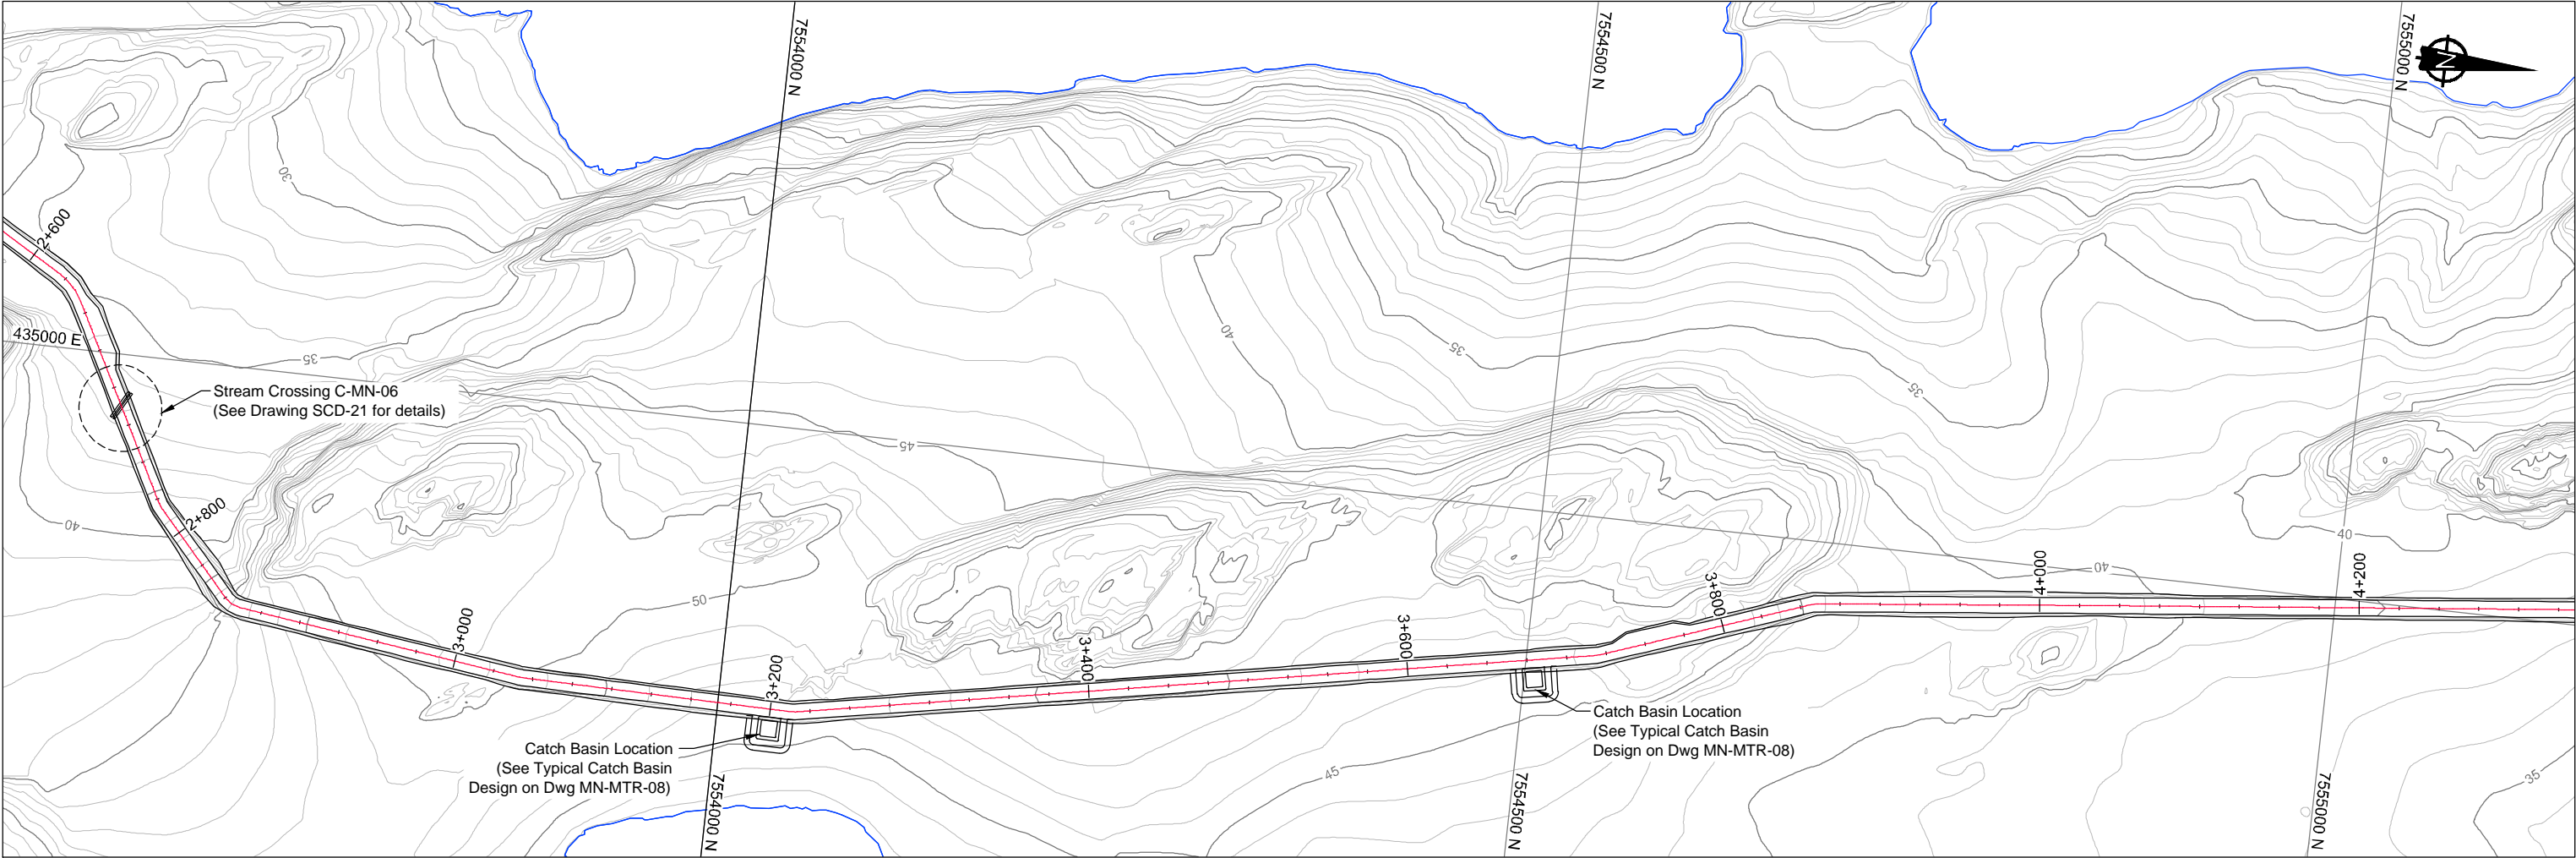 7554000 N
7554500 N
7555000 N
N
30
2+600
435000 E
35
40
35
35
Stream Crossing C-MN-06
(See Drawing SCD-21 for details)
45
40
2+800
40
50
40
4+000
4+200
3+000
3+200
3+400
3+600
3+800
Catch Basin Location
(See Typical Catch Basin
Design on Dwg MN-MTR-08)
Catch Basin Location
(See Typical Catch Basin
Design on Dwg MN-MTR-08)
45
35
7554000 N
7554500 N
7555000 N